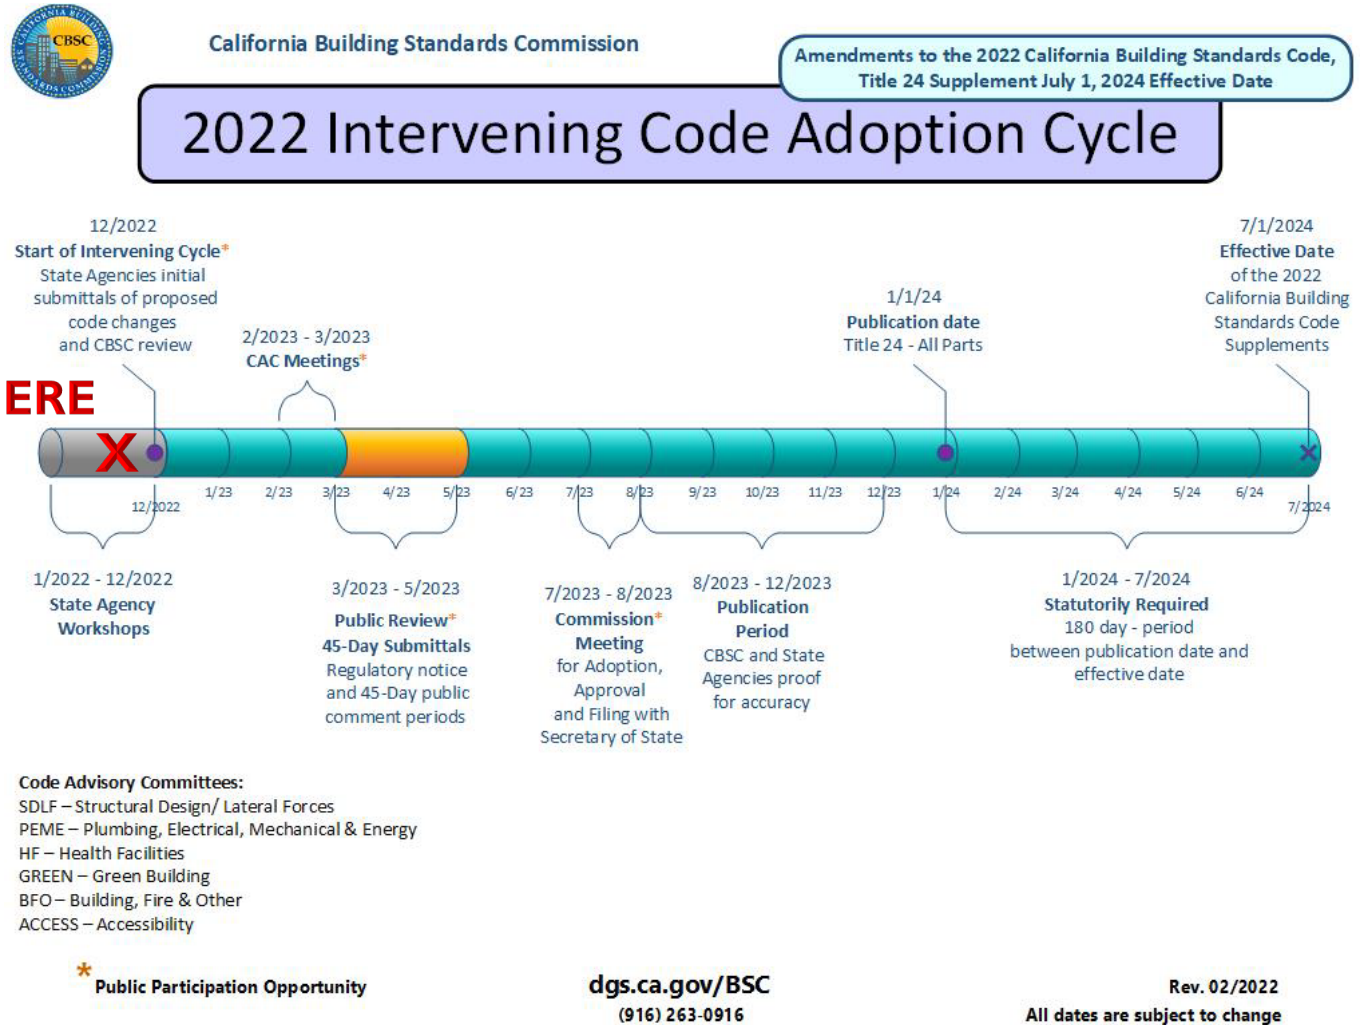 CALIFORNIA BUILDING STANDARDS COMMISSION
CBSC
California Building Standards Commission
Amendments to the 2022 California Building Standards Code,
Title 24 Supplement July 1, 2024 Effective Date
2022 Intervening Code Adoption Cycle
12/2022
Start of Intervening Cycle*
State Agencies initial
submittals of proposed
code changes
and CBSC review
2/2023 - 3/2023
CAC Meetings*
1/1/24
Publication date
Title 24 - All Parts
7/1/2024
Effective Date
of the 2022
California Building
Standards Code
Supplements
ERE
X
12/2022
1/23
2/23
3/23
4/23
5/23
6/23
7/23
8/23
9/23
10/23
11/23
12/23
1/24
2/24
3/24
4/24
5/24
6/24
7/2024
1/2022 - 12/2022
State Agency
Workshops
3/2023 - 5/2023
Public Review*
45-Day Submittals
Regulatory notice
and 45-Day public
comment periods
7/2023 - 8/2023
Commission*
Meeting
for Adoption,
Approval
and Filing with
Secretary of State
8/2023 - 12/2023
Publication
Period
CBSC and State
Agencies proof
for accuracy
1/2024 - 7/2024
Statutorily Required
180 day - period
between publication date and
effective date
Code Advisory Committees:
SDLF – Structural Design/ Lateral Forces
PEME – Plumbing, Electrical, Mechanical & Energy
HF – Health Facilities
GREEN – Green Building
BFO – Building, Fire & Other
ACCESS – Accessibility
* Public Participation Opportunity
dgs.ca.gov/BSC
(916) 263-0916
Rev. 02/2022
All dates are subject to change